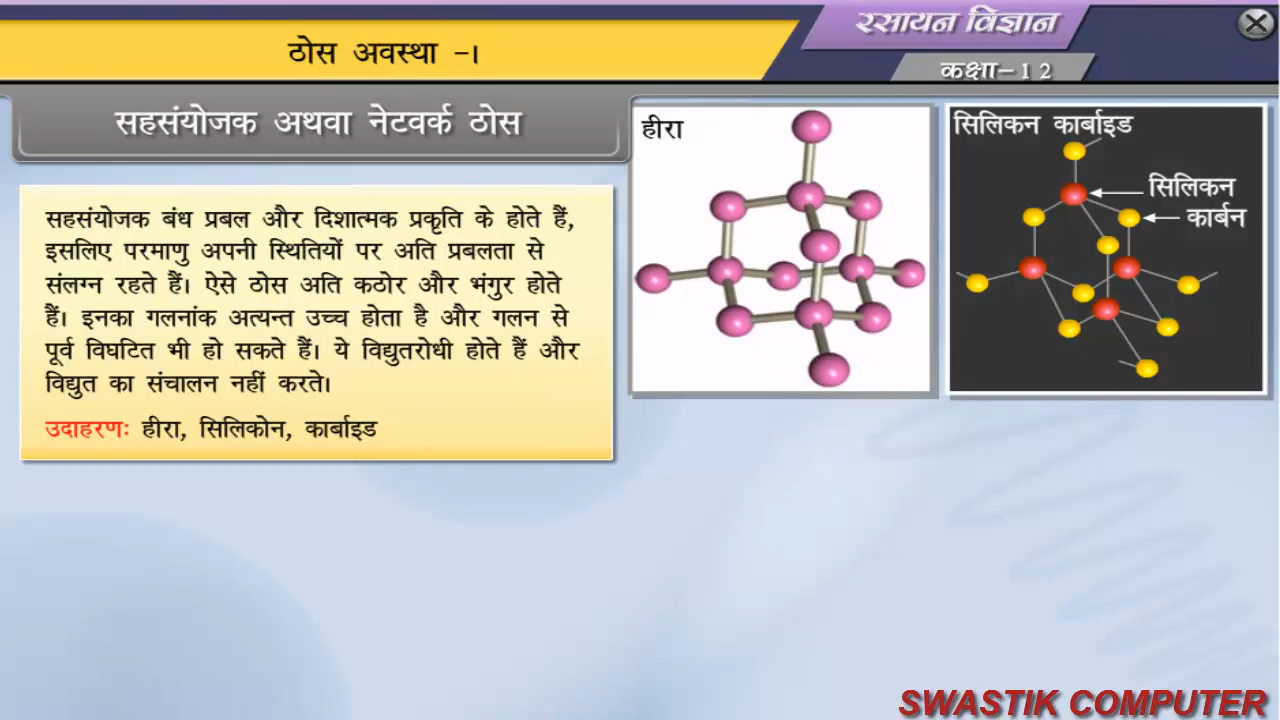 रसायन विज्ञान
ठोस अवस्था -।
कक्षा-12
सहसंयोजक अथवा नेटवर्क ठोस
सहसंयोजक बंध प्रबल और दिशात्मक प्रकृति के होते हैं,
इसलिए परमाणु अपनी स्थितियों पर अति प्रबलता से
संलग्न रहते हैं। ऐसे ठोस अति कठोर और भंगुर होते
हैं। इनका गलनांक अत्यन्त उच्च होता है और गलन से
पूर्व विघटित भी हो सकते हैं। ये विद्युतरोधी होते हैं और
विद्युत का संचालन नहीं करते।
उदाहरणः हीरा, सिलिकोन, कार्बाइड
हीरा
सिलिकन कार्बाइड
सिलिकन
कार्बन
SWASTIK COMPUTER